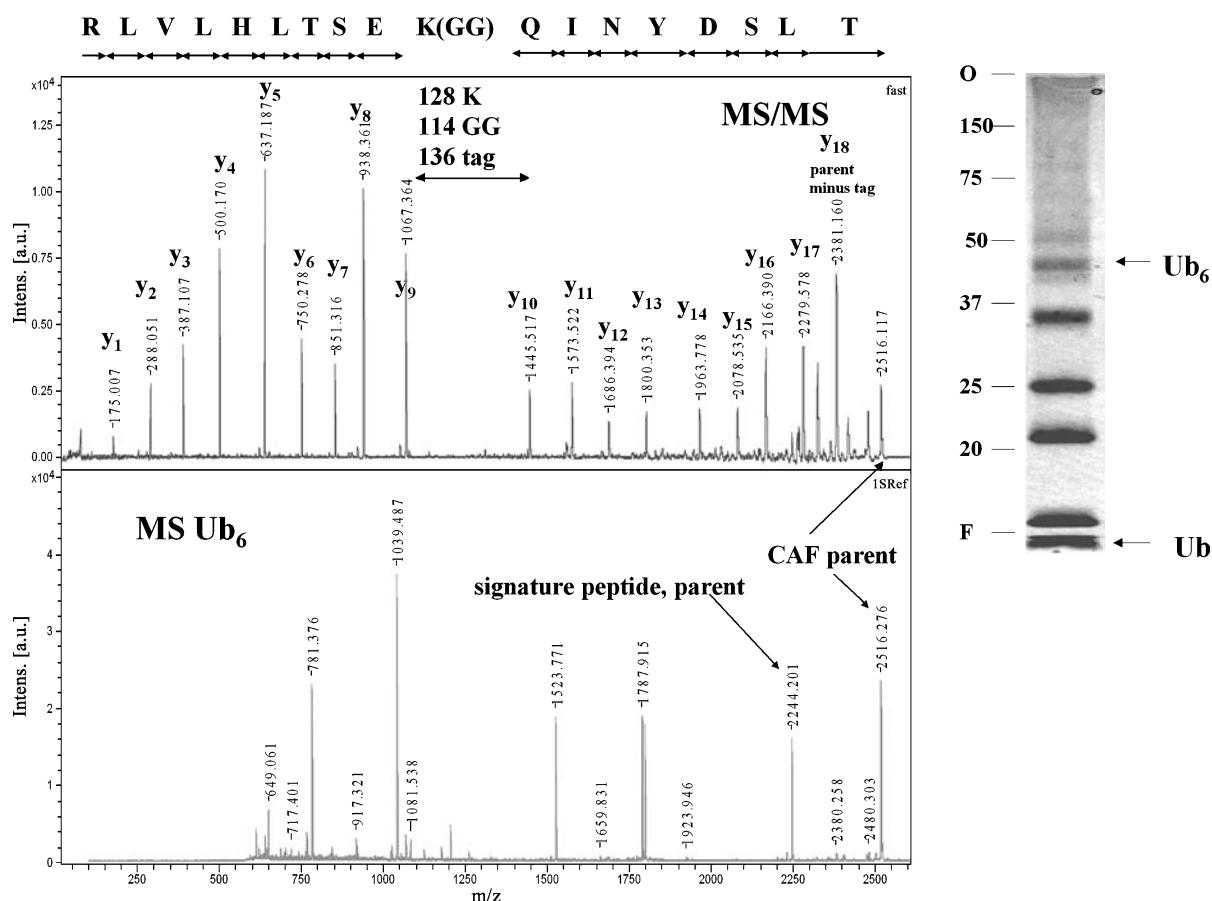 R L V L H L T S E K(GG) Q I N Y D S L T
x10⁴
fast
MS/MS
128 K
114 GG
136 tag
y₁
y₂
y₃
y₄
y₅
y₆
y₇
y₈
y₉
y₁₀
y₁₁
y₁₂
y₁₃
y₁₄
y₁₅
y₁₆
y₁₇
y₁₈
parent
minus tag
175.007
288.051
387.107
500.170
637.187
750.278
851.316
938.361
1067.364
1445.517
1573.522
1686.394
1800.353
1963.778
2078.535
2166.390
2279.578
2381.160
2516.117
Intens. [a.u.]
1.25
1.00
0.75
0.50
0.25
0.00
x10⁴
1SRef
MS Ub₆
CAF parent
signature peptide, parent
649.061
717.401
781.376
917.321
1039.487
1081.538
1523.771
1659.831
1787.915
1923.946
2244.201
2380.258
2480.303
2516.276
Intens. [a.u.]
4
3
2
1
0
250 500 750 1000 1250 1500 1750 2000 2250 2500
m/z
O
150
75
50
37
25
20
F
Ub₆
Ub